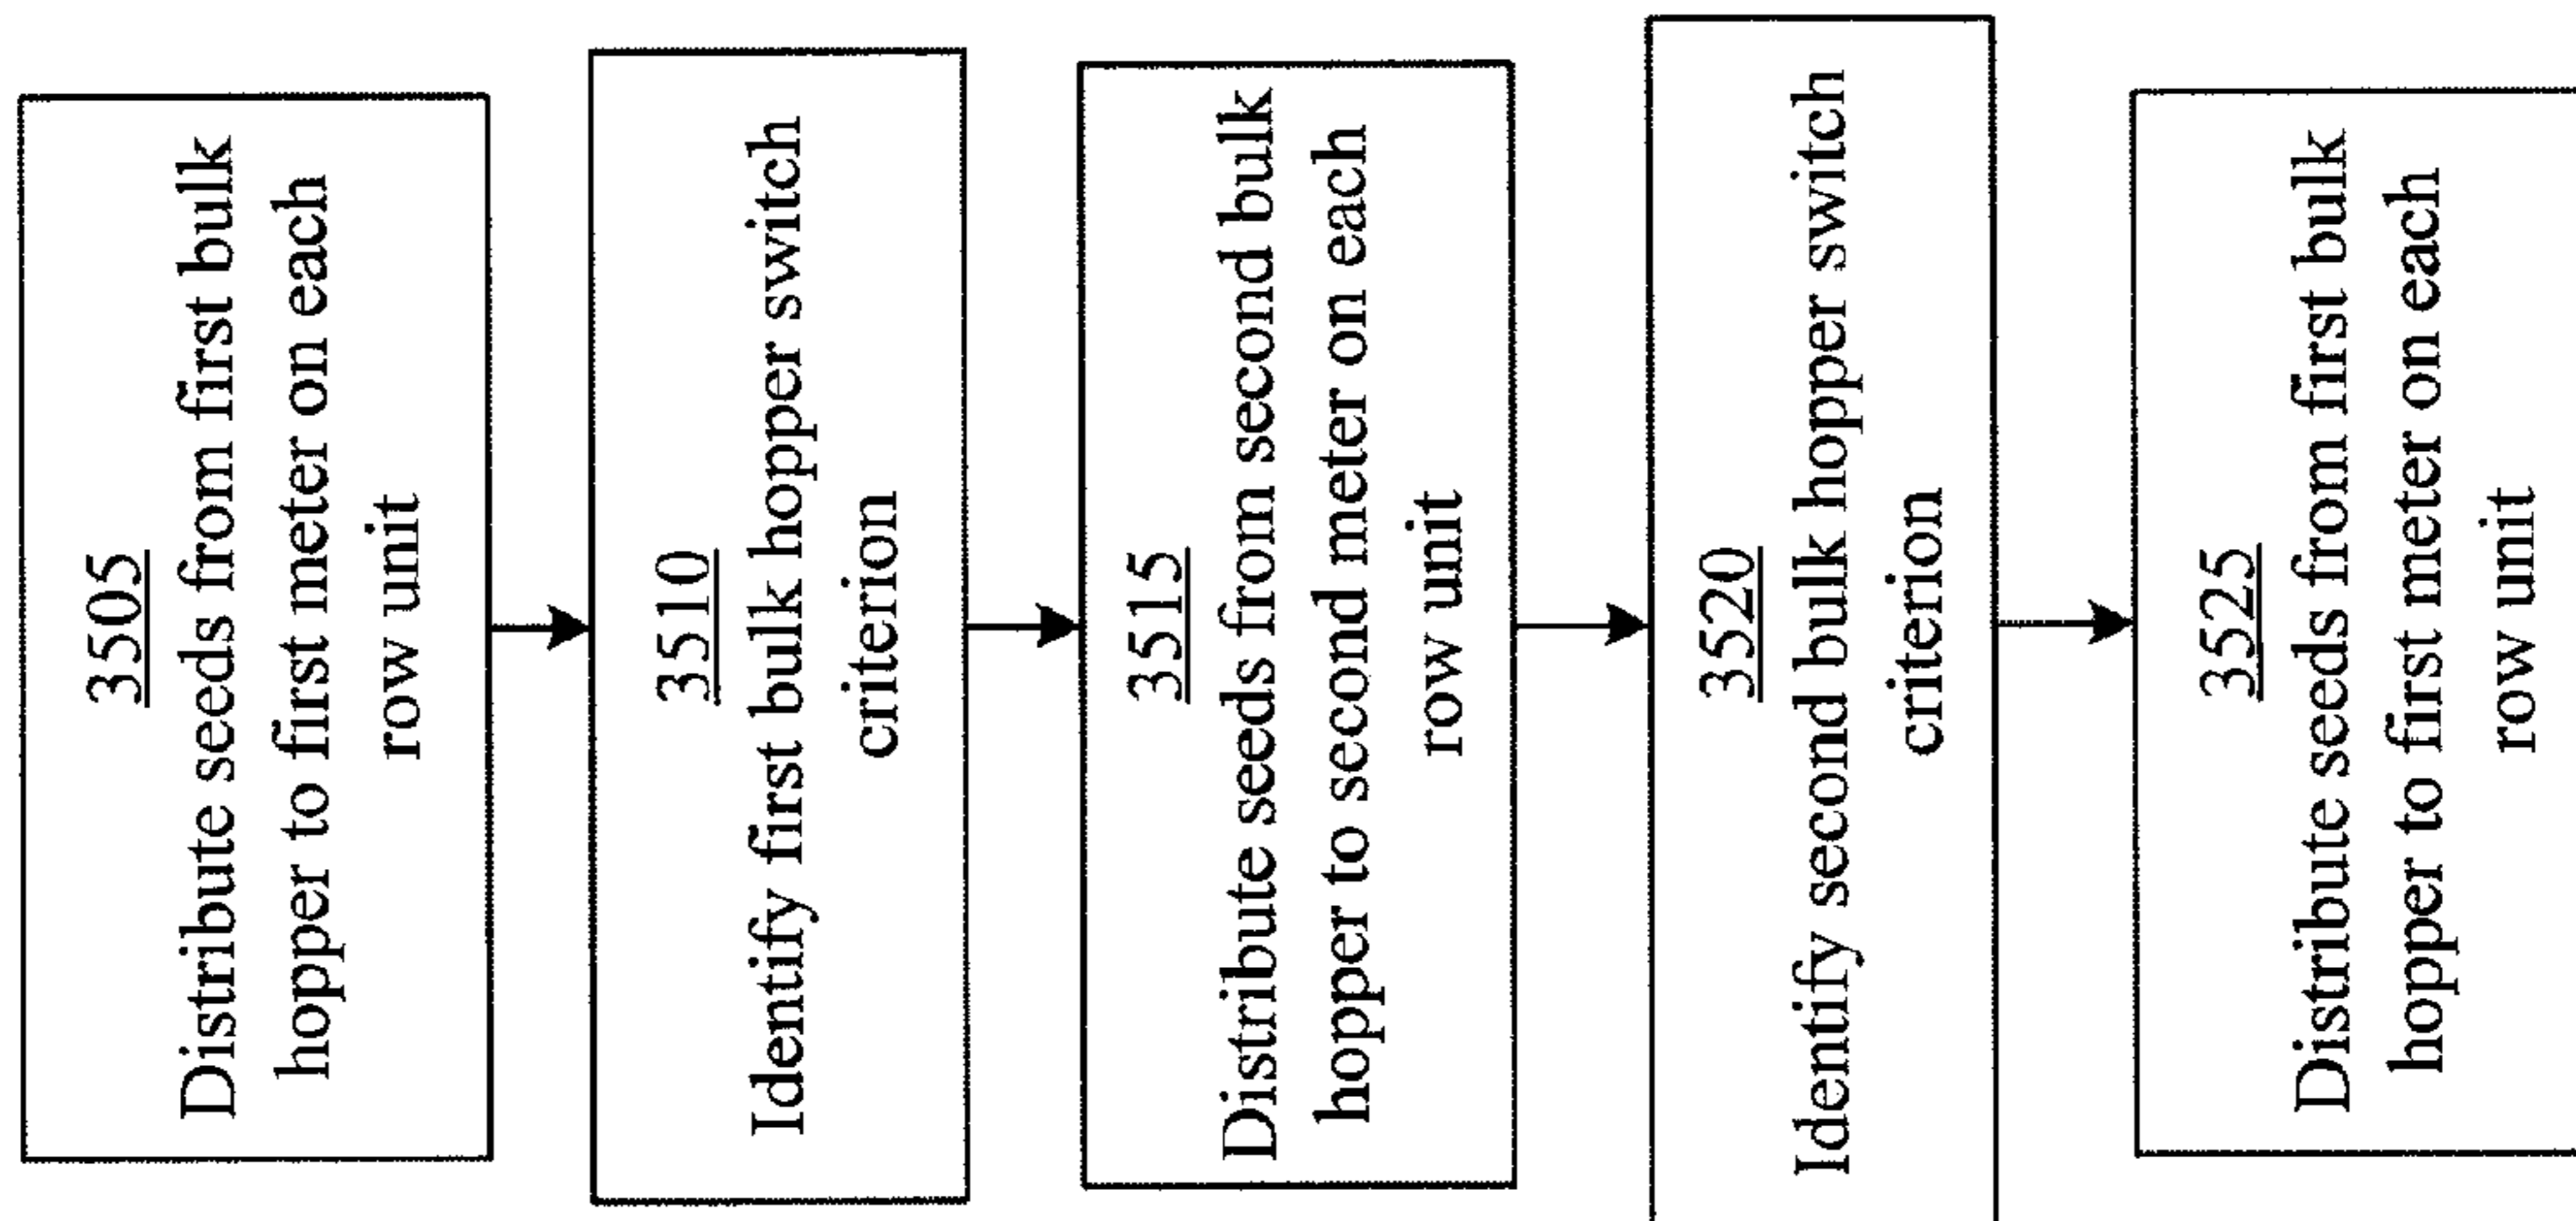 3505
Distribute seeds from first bulk
hopper to first meter on each
row unit
3510
Identify first bulk hopper switch
criterion
3515
Distribute seeds from second bulk
hopper to second meter on each
row unit
3520
Identify second bulk hopper switch
criterion
3525
Distribute seeds from first bulk
hopper to first meter on each
row unit